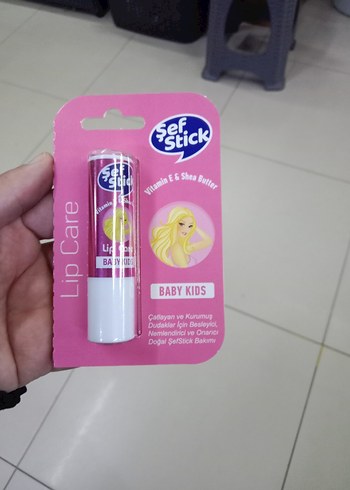 Şef
Stick
Vitamin E & Shea Butter
Lip Care
BABY KIDS
Çatlayan ve Kurumuş
Dudaklar İçin Besleyici,
Nemlendirici ve Onarıcı
Doğal ŞefStick Bakımı
Şef
Stick
Vitamin
Lip Care
BABY KIDS